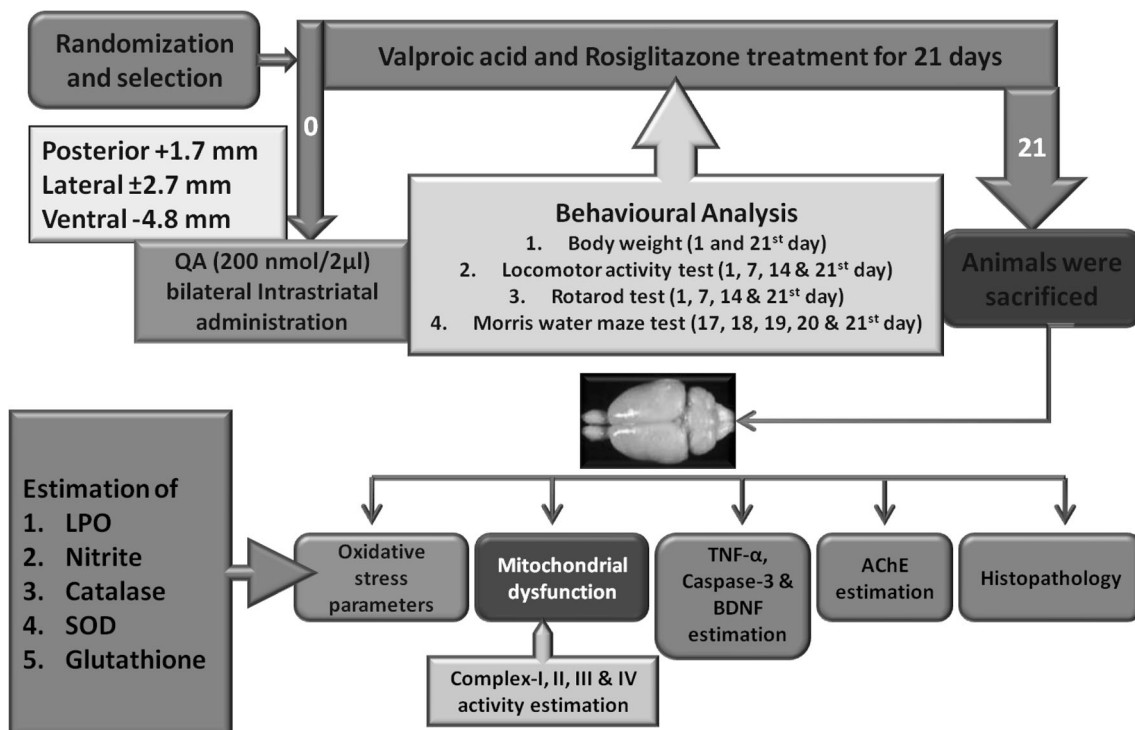 Randomization
and selection
Valproic acid and Rosiglitazone treatment for 21 days
0
21
Posterior +1.7 mm
Lateral ±2.7 mm
Ventral -4.8 mm
QA (200 nmol/2µl)
bilateral Intrastriatal
administration
Behavioural Analysis
1. Body weight (1 and 21st day)
2. Locomotor activity test (1, 7, 14 & 21st day)
3. Rotarod test (1, 7, 14 & 21st day)
4. Morris water maze test (17, 18, 19, 20 & 21st day)
Animals were
sacrificed
Estimation of
1. LPO
2. Nitrite
3. Catalase
4. SOD
5. Glutathione
Oxidative
stress
parameters
Mitochondrial
dysfunction
TNF-α,
Caspase-3 &
BDNF
estimation
AChE
estimation
Histopathology
Complex-I, II, III & IV
activity estimation